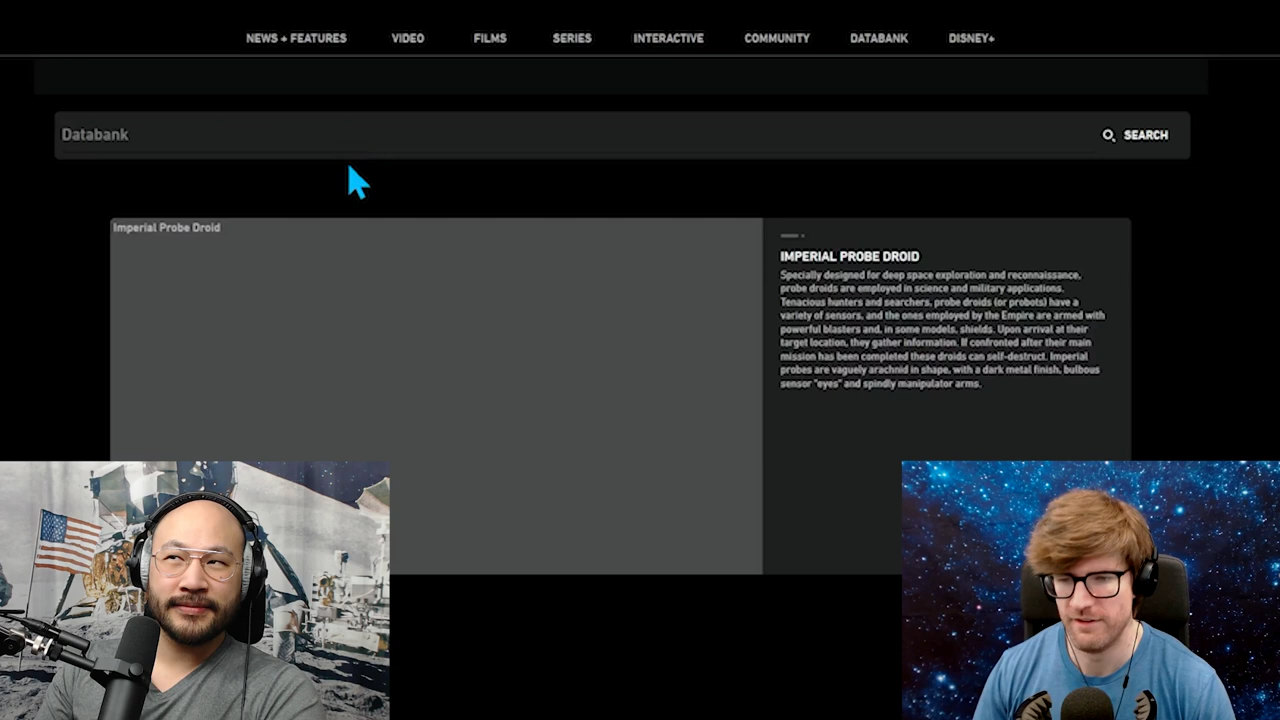 NEWS + FEATURES VIDEO FILMS SERIES INTERACTIVE COMMUNITY DATABANK DISNEY+
Databank
SEARCH
Imperial Probe Droid
IMPERIAL PROBE DROID
Specially designed for deep space exploration and reconnaissance,
probe droids are employed in science and military applications.
Tenacious hunters and searchers, probe droids (or probots) have a
variety of sensors, and the ones employed by the Empire are armed with
powerful blasters and, in some models, shields. Upon arrival at their
target location, they gather information. If confronted after their main
mission has been completed these droids can self-destruct. Imperial
probes are vaguely arachnid in shape, with a dark metal finish, bulbous
sensor "eyes" and spindly manipulator arms.